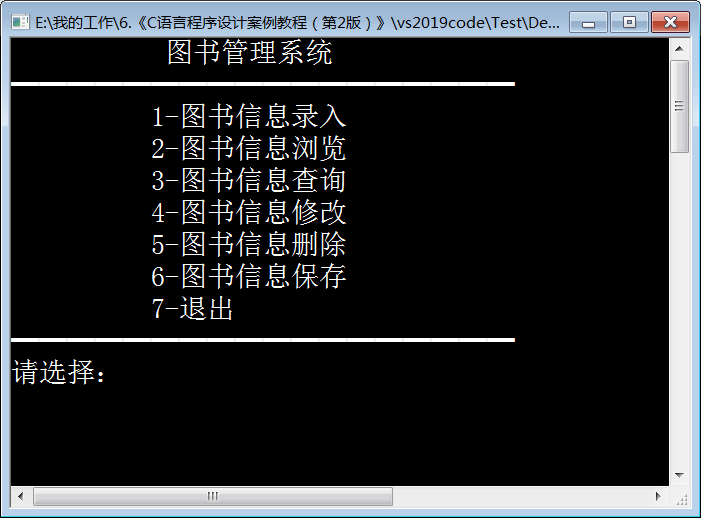 E:\我的工作\6.《C语言程序设计案例教程（第2版）》\vs2019code\Test\De...
图书管理系统
1-图书信息录入
2-图书信息浏览
3-图书信息查询
4-图书信息修改
5-图书信息删除
6-图书信息保存
7-退出
请选择：